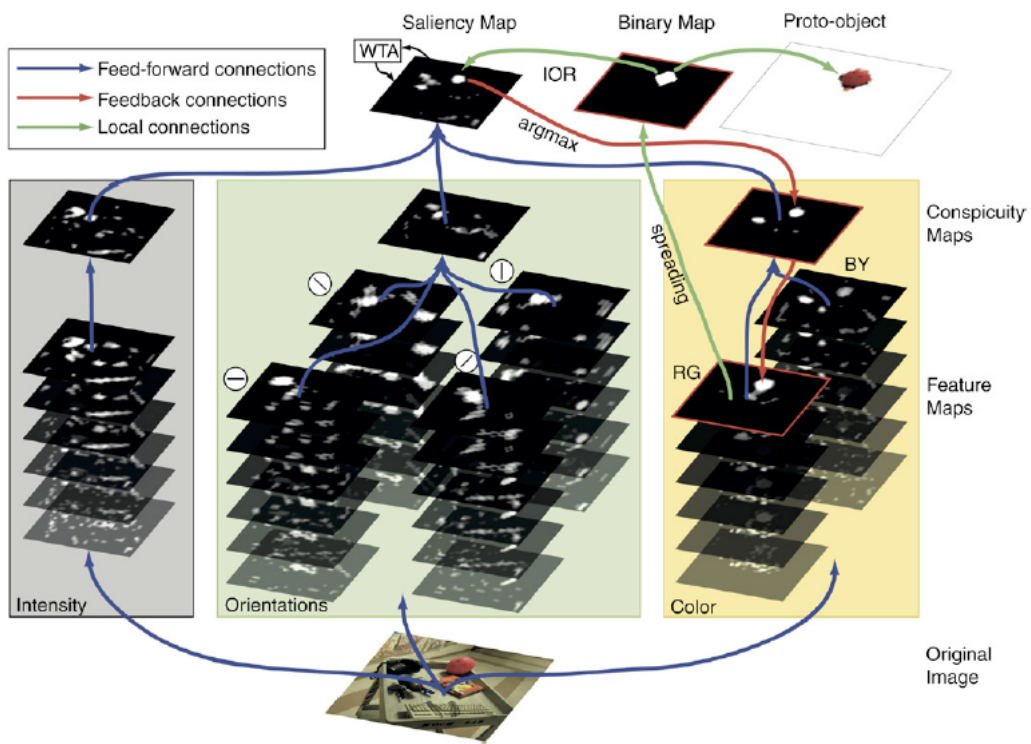 Saliency Map
Binary Map
Proto-object
WTA
IOR
Feed-forward connections
Feedback connections
Local connections
argmax
spreading
Conspicuity
Maps
BY
RG
Feature
Maps
Intensity
Orientations
Color
Original
Image